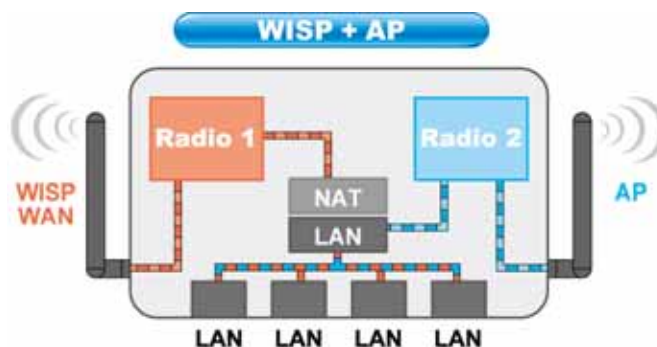 WISP + AP
Radio 1
Radio 2
WISP
WAN
NAT
AP
LAN
LAN LAN LAN LAN